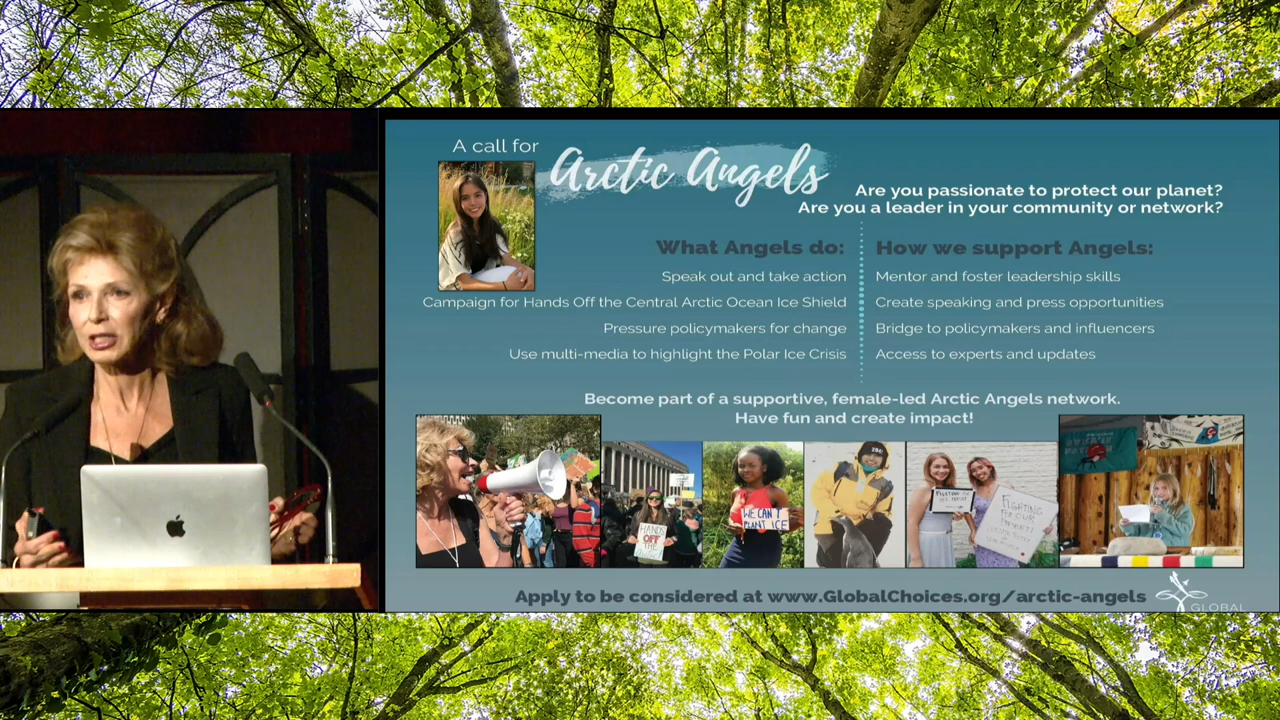 A call for
Arctic Angels
Are you passionate to protect our planet?
Are you a leader in your community or network?
What Angels do:
Speak out and take action
Campaign for Hands Off the Central Arctic Ocean Ice Shield
Pressure policymakers for change
Use multi-media to highlight the Polar Ice Crisis
How we support Angels:
Mentor and foster leadership skills
Create speaking and press opportunities
Bridge to policymakers and influencers
Access to experts and updates
Become part of a supportive, female-led Arctic Angels network.
Have fun and create impact!
HANDS
OFF
THE
WE CAN'T
PLANT ICE
FIGHTING
FOR OUR
Apply to be considered at www.GlobalChoices.org/arctic-angels
GLOBAL